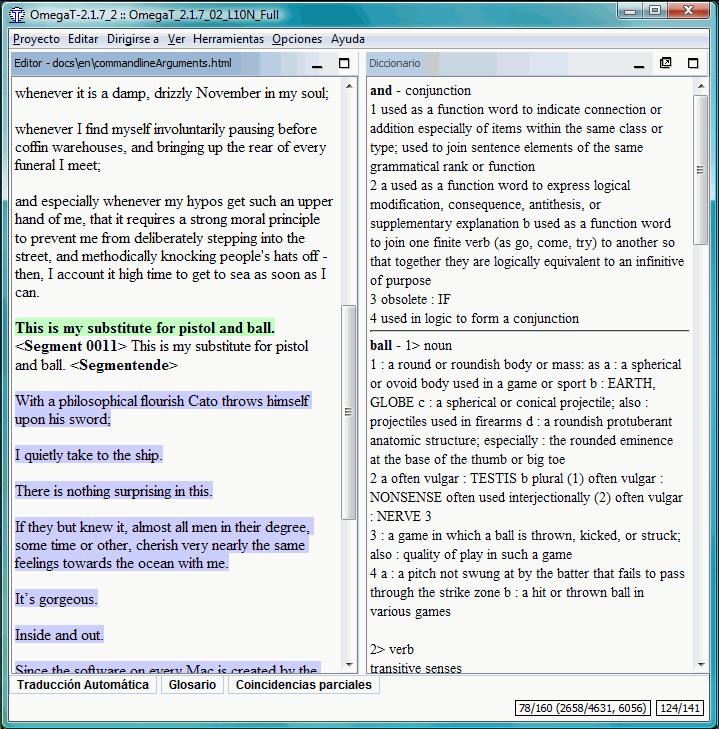 OmegaT-2.1.7_2 :: OmegaT_2.1.7_02_L10N_Full
Proyecto Editar Dirigirse a Ver Herramientas Opciones Ayuda
Editor - docs\en\commandlineArguments.html
whenever it is a damp, drizzly November in my soul;
whenever I find myself involuntarily pausing before
coffin warehouses, and bringing up the rear of every
funeral I meet;
and especially whenever my hypos get such an upper
hand of me, that it requires a strong moral principle
to prevent me from deliberately stepping into the
street, and methodically knocking people's hats off -
then, I account it high time to get to sea as soon as I
can.
This is my substitute for pistol and ball.
<Segment 0011> This is my substitute for pistol
and ball. <Segmentende>
With a philosophical flourish Cato throws himself
upon his sword;
I quietly take to the ship.
There is nothing surprising in this.
If they but knew it, almost all men in their degree,
some time or other, cherish very nearly the same
feelings towards the ocean with me.
It's gorgeous.
Inside and out.
Since the software on every Mac is created by the
Diccionario
and - conjunction
1 used as a function word to indicate connection or
addition especially of items within the same class or
type; used to join sentence elements of the same
grammatical rank or function
2 a used as a function word to express logical
modification, consequence, antithesis, or
supplementary explanation b used as a function word
to join one finite verb (as go, come, try) to another so
that together they are logically equivalent to an infinitive
of purpose
3 obsolete : IF
4 used in logic to form a conjunction
ball - 1> noun
1 : a round or roundish body or mass: as a : a spherical
or ovoid body used in a game or sport b : EARTH,
GLOBE c : a spherical or conical projectile; also :
projectiles used in firearms d : a roundish protuberant
anatomic structure; especially : the rounded eminence
at the base of the thumb or big toe
2 a often vulgar : TESTIS b plural (1) often vulgar :
NONSENSE often used interjectionally (2) often vulgar
: NERVE 3
3 : a game in which a ball is thrown, kicked, or struck;
also : quality of play in such a game
4 a : a pitch not swung at by the batter that fails to pass
through the strike zone b : a hit or thrown ball in
various games
2> verb
transitive senses
Traducción Automática Glosario Coincidencias parciales
78/160 (2658/4631, 6056) 124/141